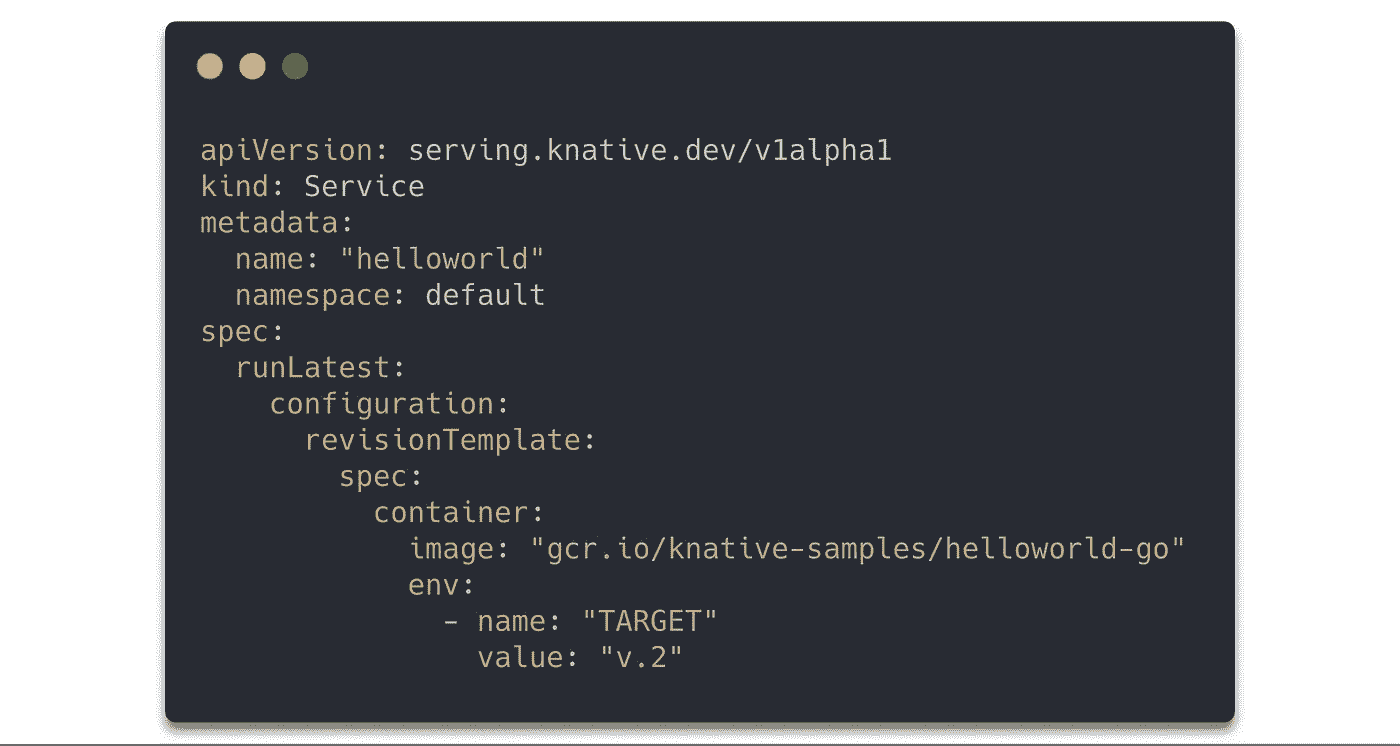 apiVersion: serving.knative.dev/v1alpha1
kind: Service
metadata:
  name: "helloworld"
  namespace: default
spec:
  runLatest:
    configuration:
      revisionTemplate:
        spec:
          container:
            image: "gcr.io/knative-samples/helloworld-go"
            env:
              - name: "TARGET"
                value: "v.2"